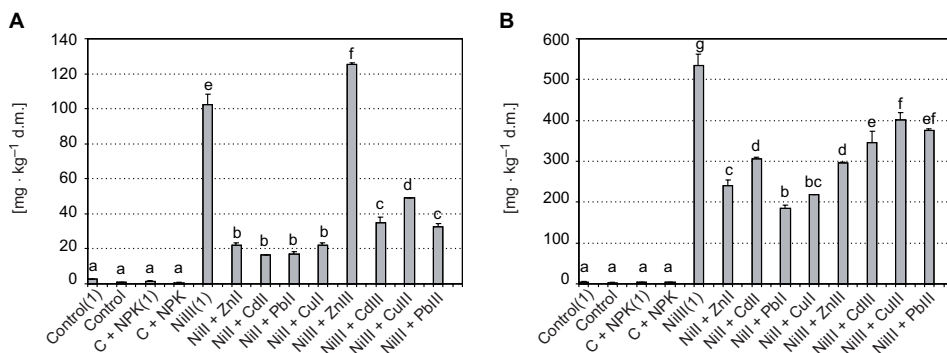 A
[mg · kg⁻¹ d.m.]
140
120
100
80
60
40
20
0
a
a
a
a
e
b
b
b
b
f
c
d
c
Control(1)
Control
C + NPK(1)
C + NPK
NiIII(1)
NiII + ZnII
NiII + CdII
NiII + PbII
NiII + CuII
NiIII + ZnIII
NiIII + CdIII
NiIII + CuIII
NiIII + PbIII
B
[mg · kg⁻¹ d.m.]
600
500
400
300
200
100
0
a
a
a
a
g
c
d
b
bc
d
e
f
ef
Control(1)
Control
C + NPK(1)
C + NPK
NiIII(1)
NiII + ZnII
NiII + CdII
NiII + PbII
NiII + CuII
NiIII + ZnIII
NiIII + CdIII
NiIII + CuIII
NiIII + PbIII